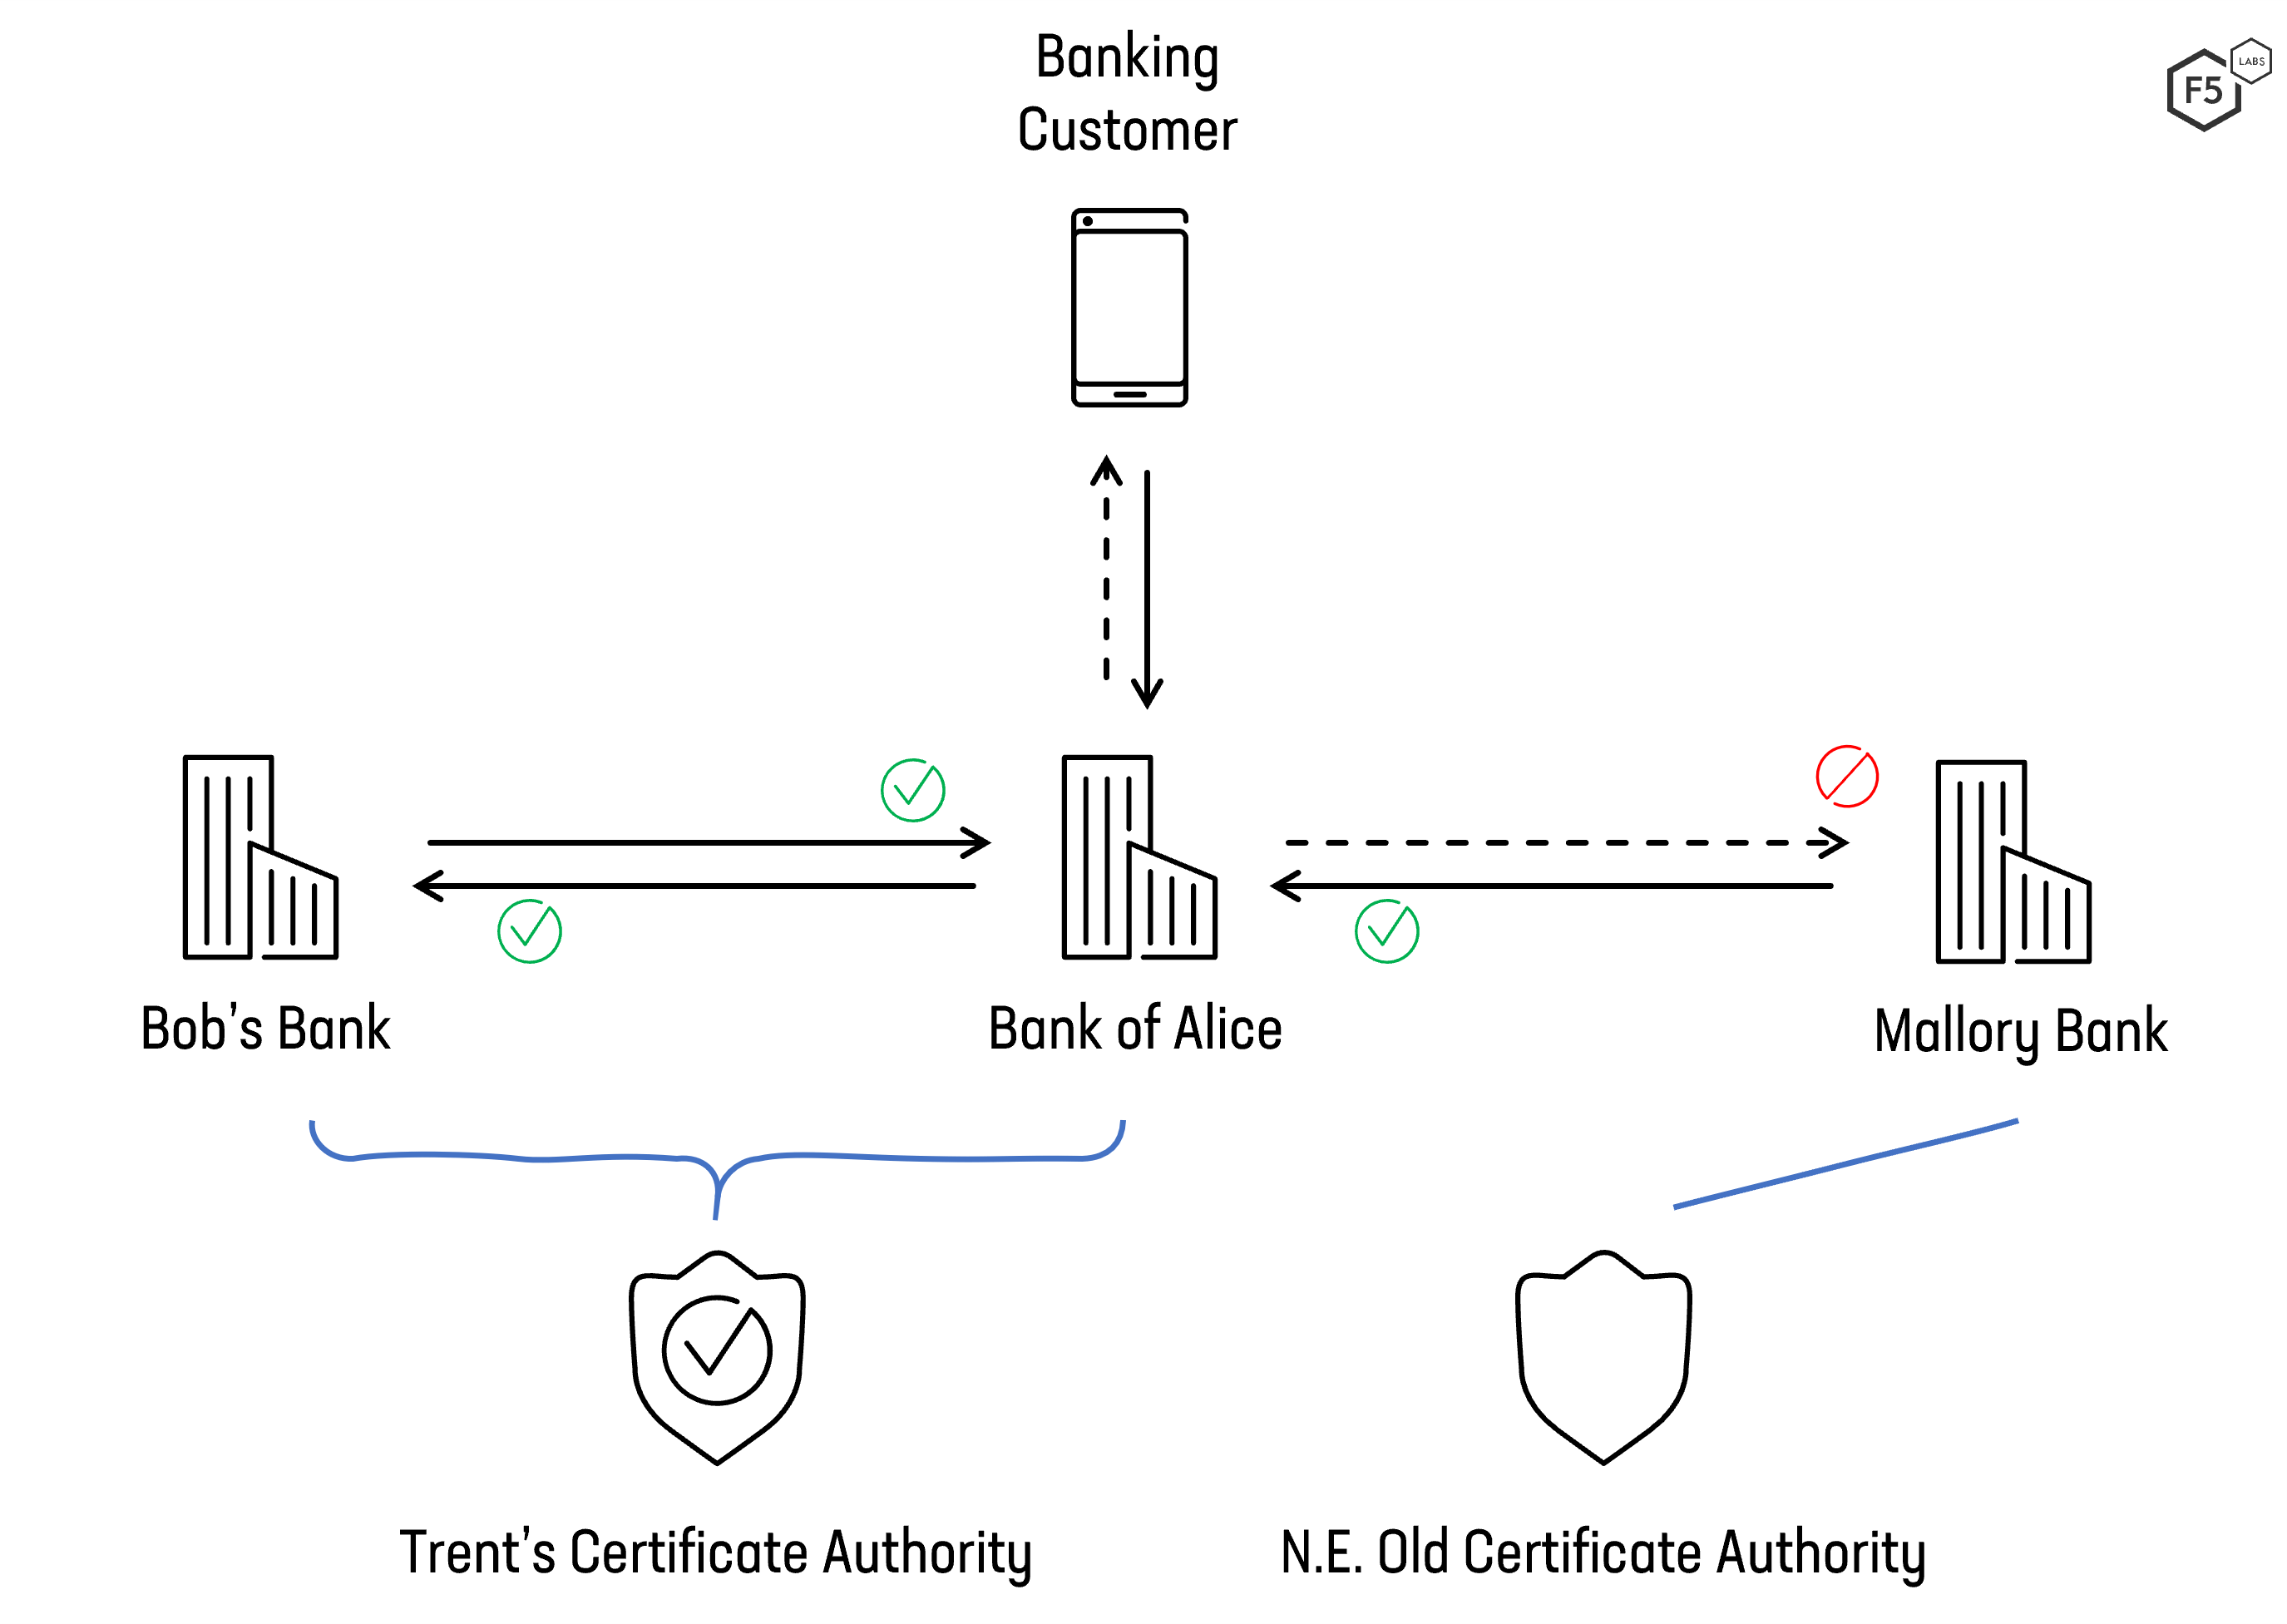 Banking
Customer
F5
LABS
Bob's Bank
Bank of Alice
Mallory Bank
Trent's Certificate Authority
N.E. Old Certificate Authority